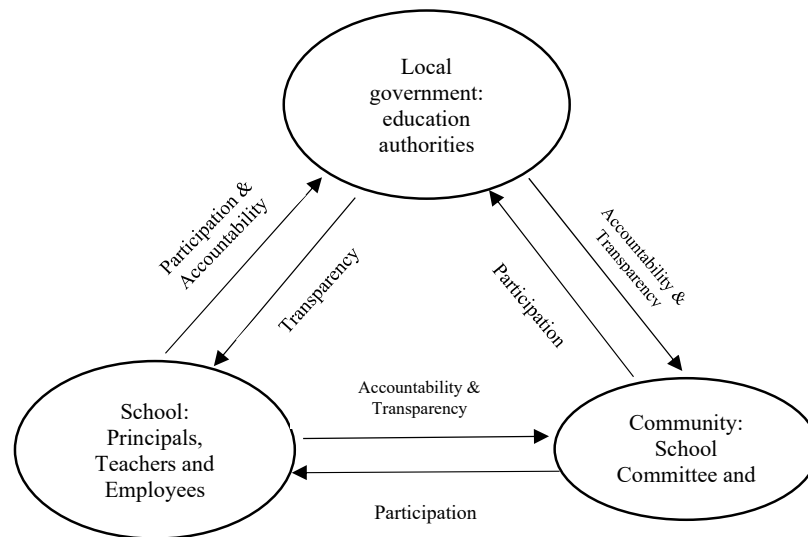 Local
government:
education
authorities
Participation &
Accountability
Transparency
Participation
Accountability &
Transparency
Accountability &
Transparency
School:
Principals,
Teachers and
Employees
Community:
School
Committee and
Participation